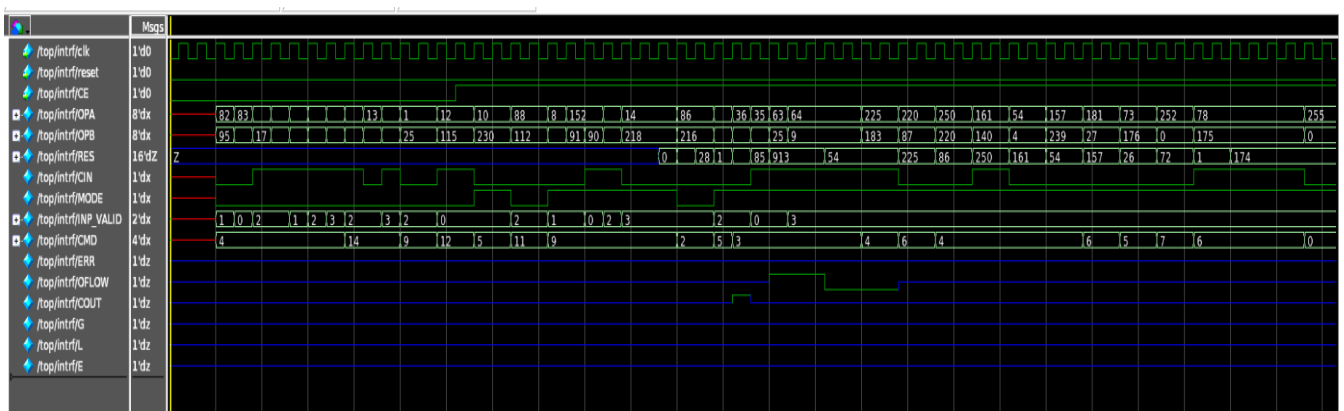 Msgs
/top/intrf/clk 1'd0
/top/intrf/reset 1'd0
/top/intrf/CE 1'd0
/top/intrf/OPA 8'dx 82 83 13 1 12 10 88 8 152 14 86 36 35 63 64 225 220 250 161 54 157 181 73 252 78 255
/top/intrf/OPB 8'dx 95 17 25 115 230 112 91 90 218 216 25 9 183 87 220 140 4 239 27 176 0 175 0
/top/intrf/RES 16'dZ Z 0 28 1 85 913 54 225 86 250 161 54 157 26 72 1 174
/top/intrf/CIN 1'dx
/top/intrf/MODE 1'dx
/top/intrf/INP_VALID 2'dx 1 0 2 1 2 3 2 3 2 0 2 1 0 2 3 2 0 3
/top/intrf/CMD 4'dx 4 14 9 12 5 11 9 2 5 3 4 6 4 6 5 7 6 0
/top/intrf/ERR 1'dz
/top/intrf/OFLOW 1'dz
/top/intrf/COUT 1'dz
/top/intrf/G 1'dz
/top/intrf/L 1'dz
/top/intrf/E 1'dz